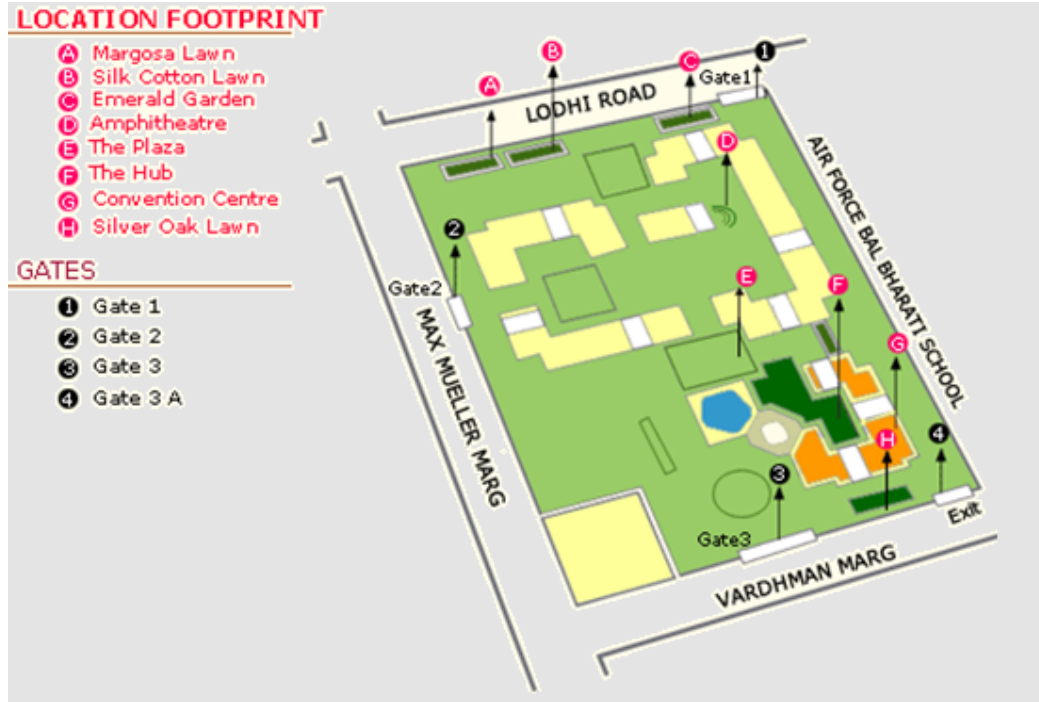 LOCATION FOOTPRINT
A Margosa Lawn
B Silk Cotton Lawn
C Emerald Garden
D Amphitheatre
E The Plaza
F The Hub
G Convention Centre
H Silver Oak Lawn
GATES
1 Gate 1
2 Gate 2
3 Gate 3
4 Gate 3 A
1
B
C
Gate1
A
LODHI ROAD
D
AIR FORCE BAL BHARATI SCHOOL
2
E
F
Gate2
G
MAX MUELLER MARG
H
4
3
Exit
Gate3
VARDHMAN MARG